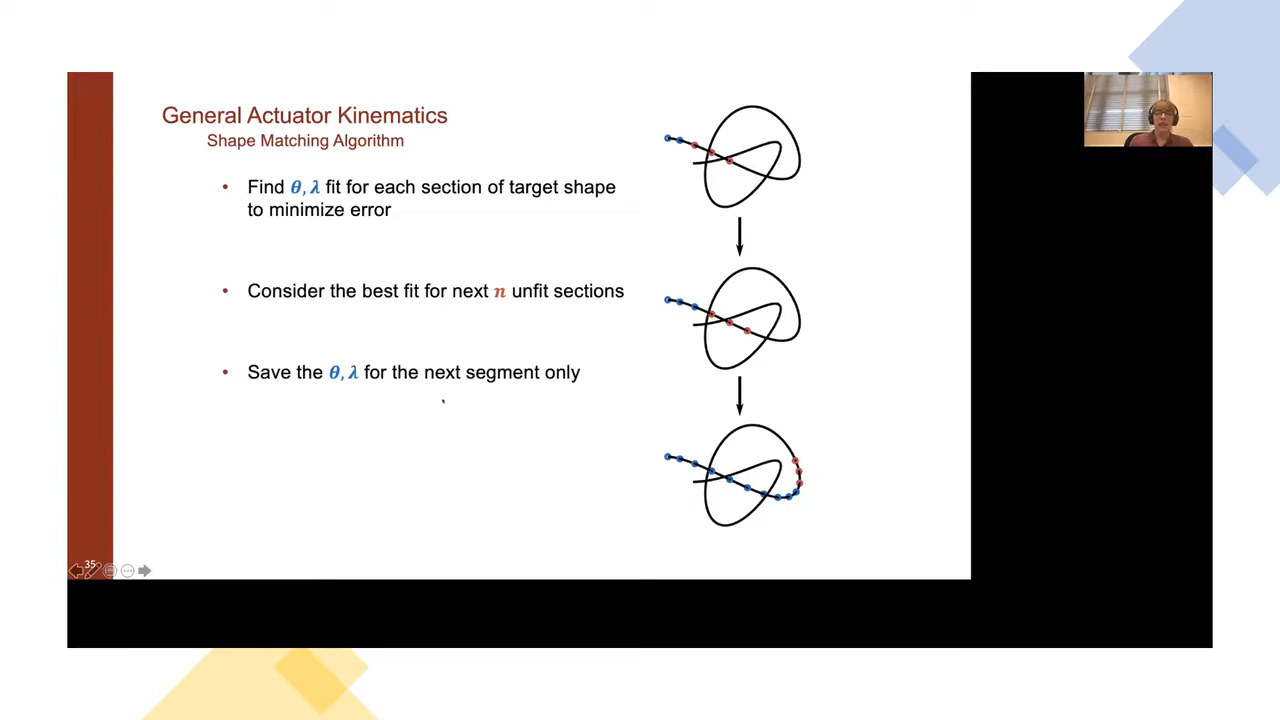 General Actuator Kinematics
Shape Matching Algorithm
• Find θ, λ fit for each section of target shape
to minimize error
• Consider the best fit for next n unfit sections
• Save the θ, λ for the next segment only
35